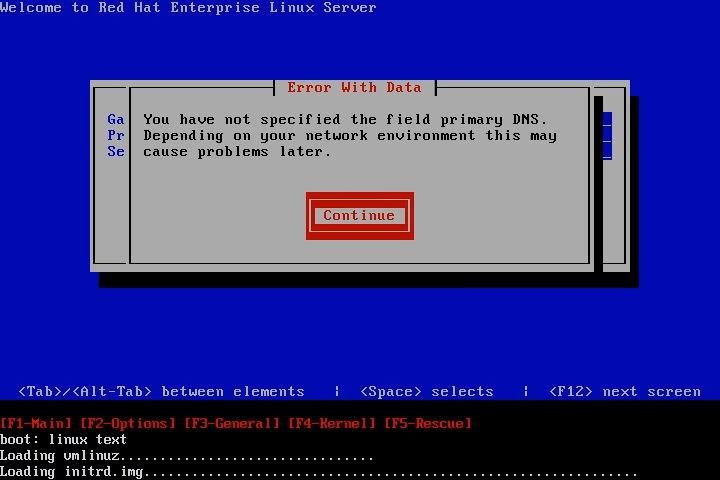 Welcome to Red Hat Enterprise Linux Server
Error With Data
Ga
Pr
Se
You have not specified the field primary DNS.
Depending on your network environment this may
cause problems later.
Continue
<Tab>/<Alt-Tab> between elements | <Space> selects | <F12> next screen
[F1-Main] [F2-Options] [F3-General] [F4-Kernel] [F5-Rescue]
boot: linux text
Loading vmlinuz................................
Loading initrd.img.......................................................